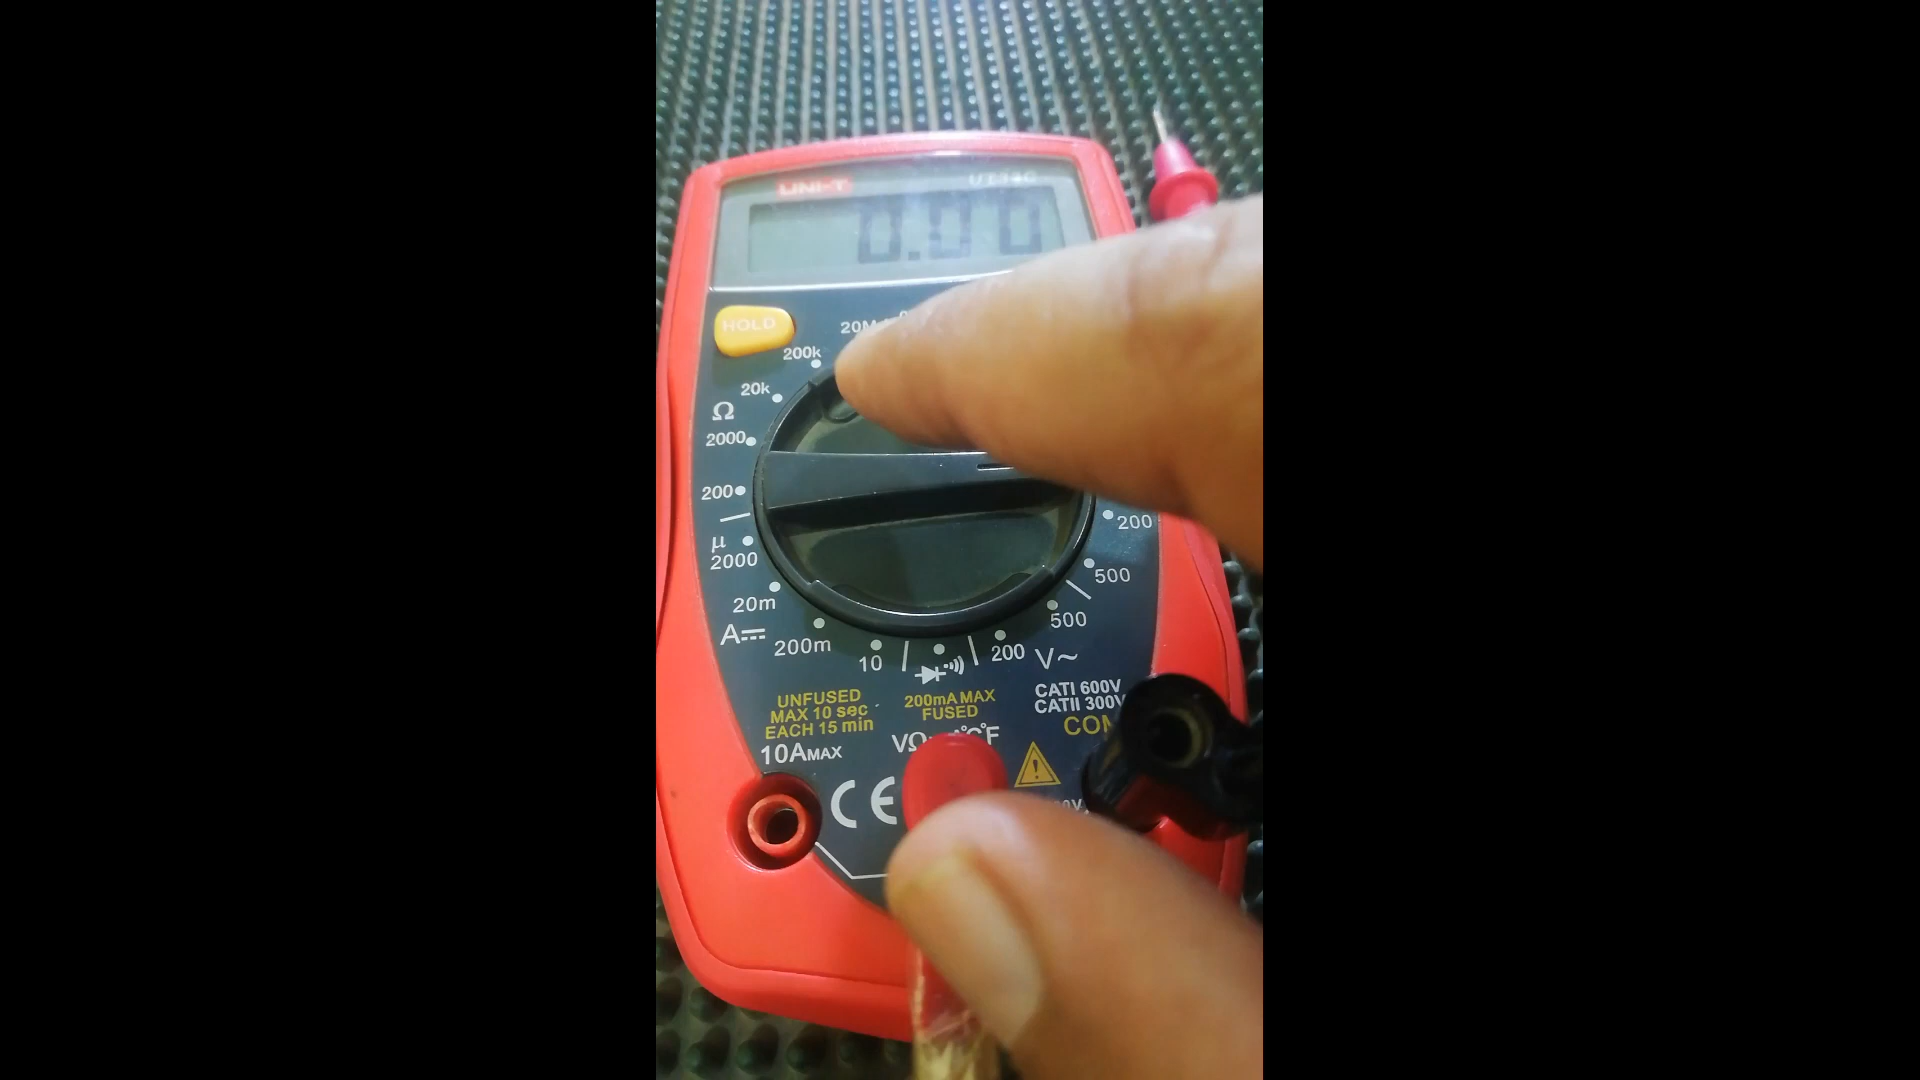 UNI-T
UT33C
0.00
HOLD
20M
200k
20k
Ω
2000
200
μ
2000
20m
A
200m
10
200
500
500
200
V~
UNFUSED
MAX 10 sec
EACH 15 min
10AMAX
200mA MAX
FUSED
CATI 600V
CATII 300V
CE